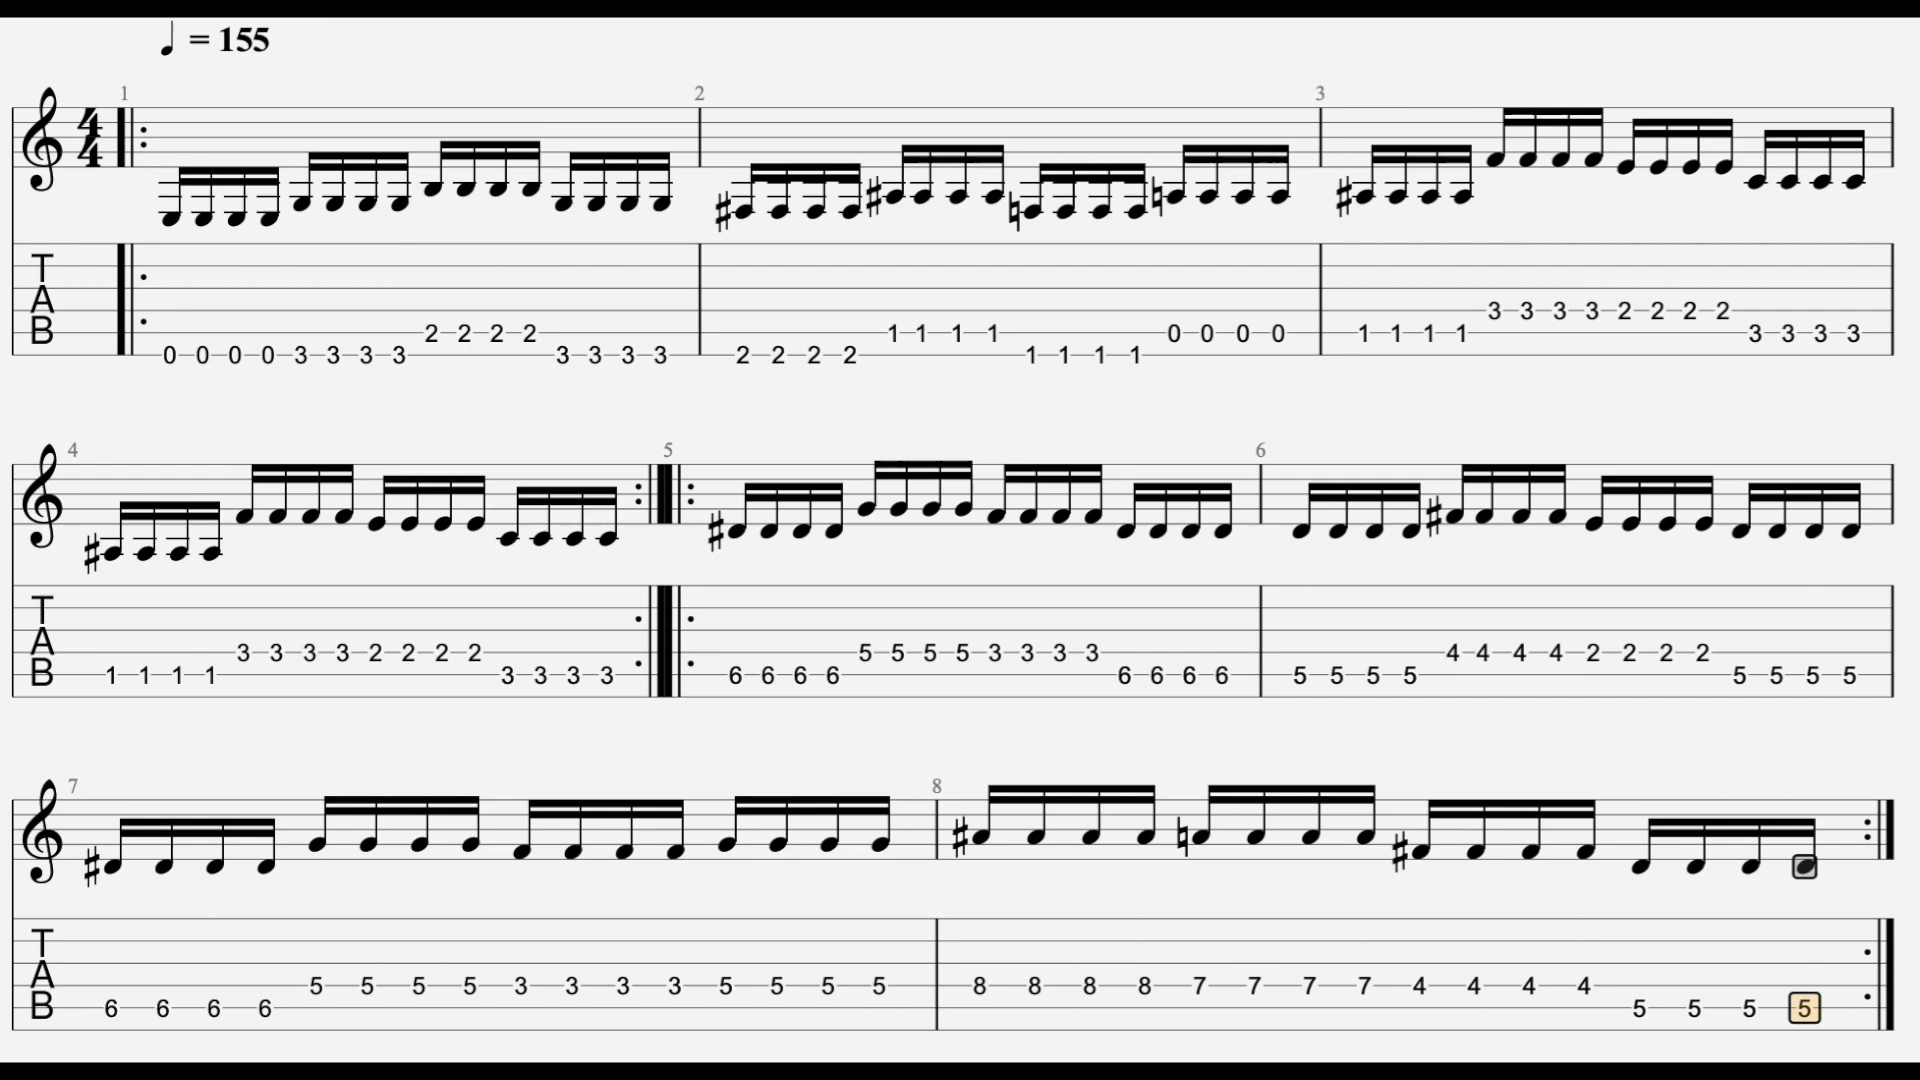 ♩ = 155
1 2 3
4
4
T
A
B
3 3 3 3 2 2 2 2
2 2 2 2 1 1 1 1 0 0 0 0 1 1 1 1 3 3 3 3
0 0 0 0 3 3 3 3 3 3 3 3 2 2 2 2 1 1 1 1
4 5 6
T
A
B
3 3 3 3 2 2 2 2 5 5 5 5 3 3 3 3 4 4 4 4 2 2 2 2
1 1 1 1 3 3 3 3 6 6 6 6 6 6 6 6 5 5 5 5 5 5 5 5
7 8
T
A
B
5 5 5 5 3 3 3 3 5 5 5 5 8 8 8 8 7 7 7 7 4 4 4 4
6 6 6 6 5 5 5 5